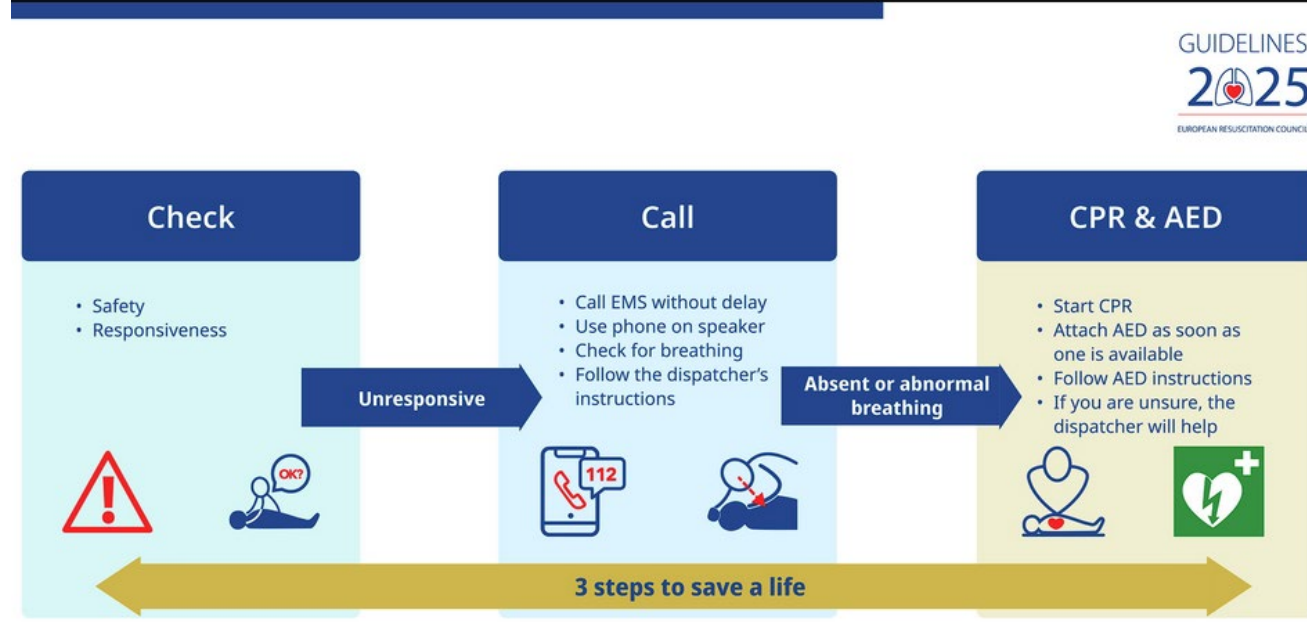 GUIDELINES
2025
EUROPEAN RESUSCITATION COUNCIL
Check
• Safety
• Responsiveness
OK?
Unresponsive
Call
• Call EMS without delay
• Use phone on speaker
• Check for breathing
• Follow the dispatcher's
instructions
112
Absent or abnormal
breathing
CPR & AED
• Start CPR
• Attach AED as soon as
one is available
• Follow AED instructions
• If you are unsure, the
dispatcher will help
3 steps to save a life